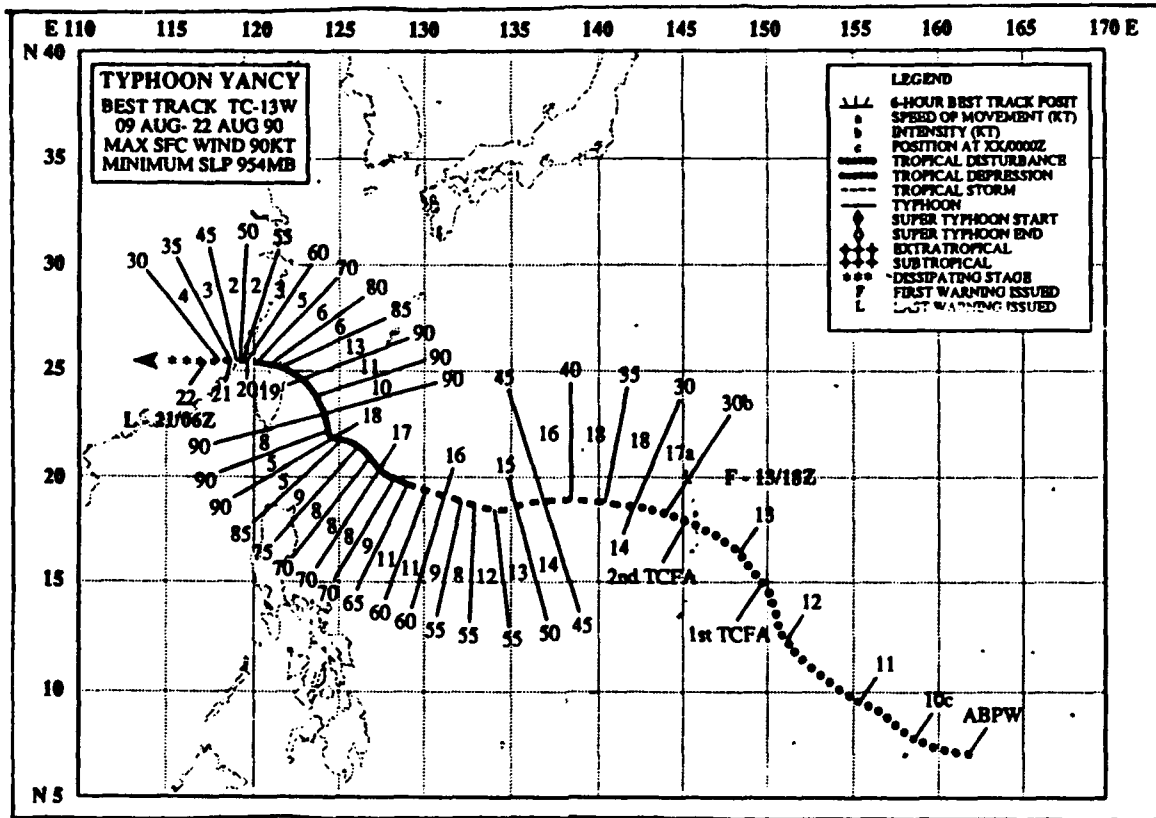 E 110 115 120 125 130 135 140 145 150 155 160 165 170 E
N 40
TYPHOON YANCY
BEST TRACK TC-13W
09 AUG- 22 AUG 90
MAX SFC WIND 90KT
MINIMUM SLP 954MB
LEGEND
6-HOUR BEST TRACK POSIT
a SPEED OF MOVEMENT (KT)
b INTENSITY (KT)
c POSITION AT XX/0000Z
TROPICAL DISTURBANCE
TROPICAL DEPRESSION
TROPICAL STORM
TYPHOON
SUPER TYPHOON START
SUPER TYPHOON END
EXTRATROPICAL
SUBTROPICAL
*** DISSIPATING STAGE
F FIRST WARNING ISSUED
L LAST WARNING ISSUED
35
30
25
20
15
10
N 5
30 35 45 50 55 60 70 80 85 90 90 90
4 3 2 2 3 5 6 6 13 11 10
22 21 20 19 18 17 16 15 14
L - 21/06Z
90 90 90 85 75 70 70 70 65 60 60 55 55 55 50 45
8 5 5 9 8 8 8 9 11 11 9 8 12 13 14
45 40 35 30 30b
16 18 18 17a
F - 13/18Z
2nd TCFA
13
1st TCFA
12
11
10c
ABPW